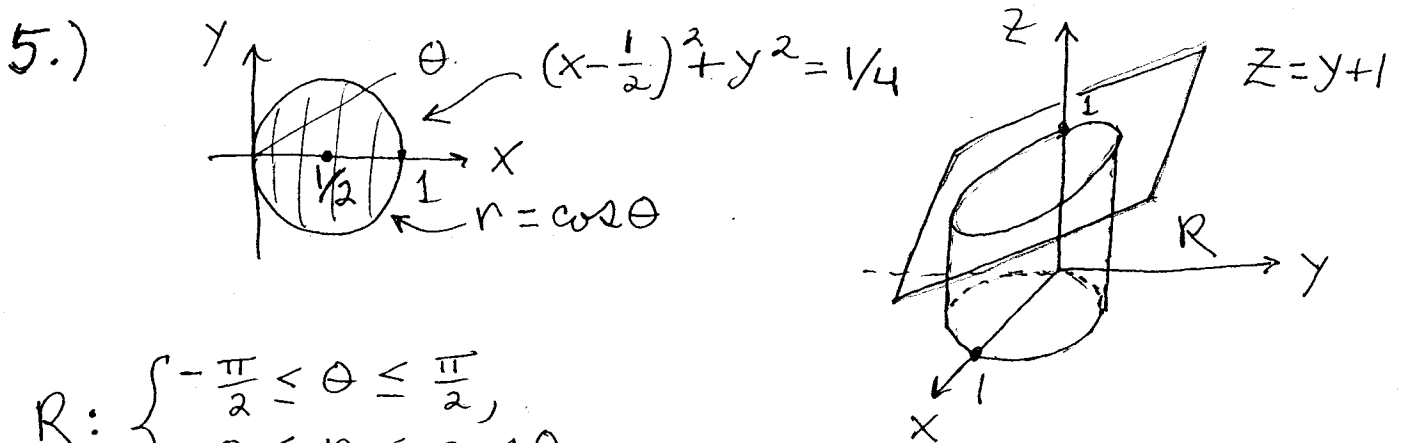 5.)
Y
θ
(x-1/2)²+y²=1/4
X
1/2
1
r=cosθ
Z
1
Z=y+1
R
Y
X
1
R: { -π/2 ≤ θ ≤ π/2,